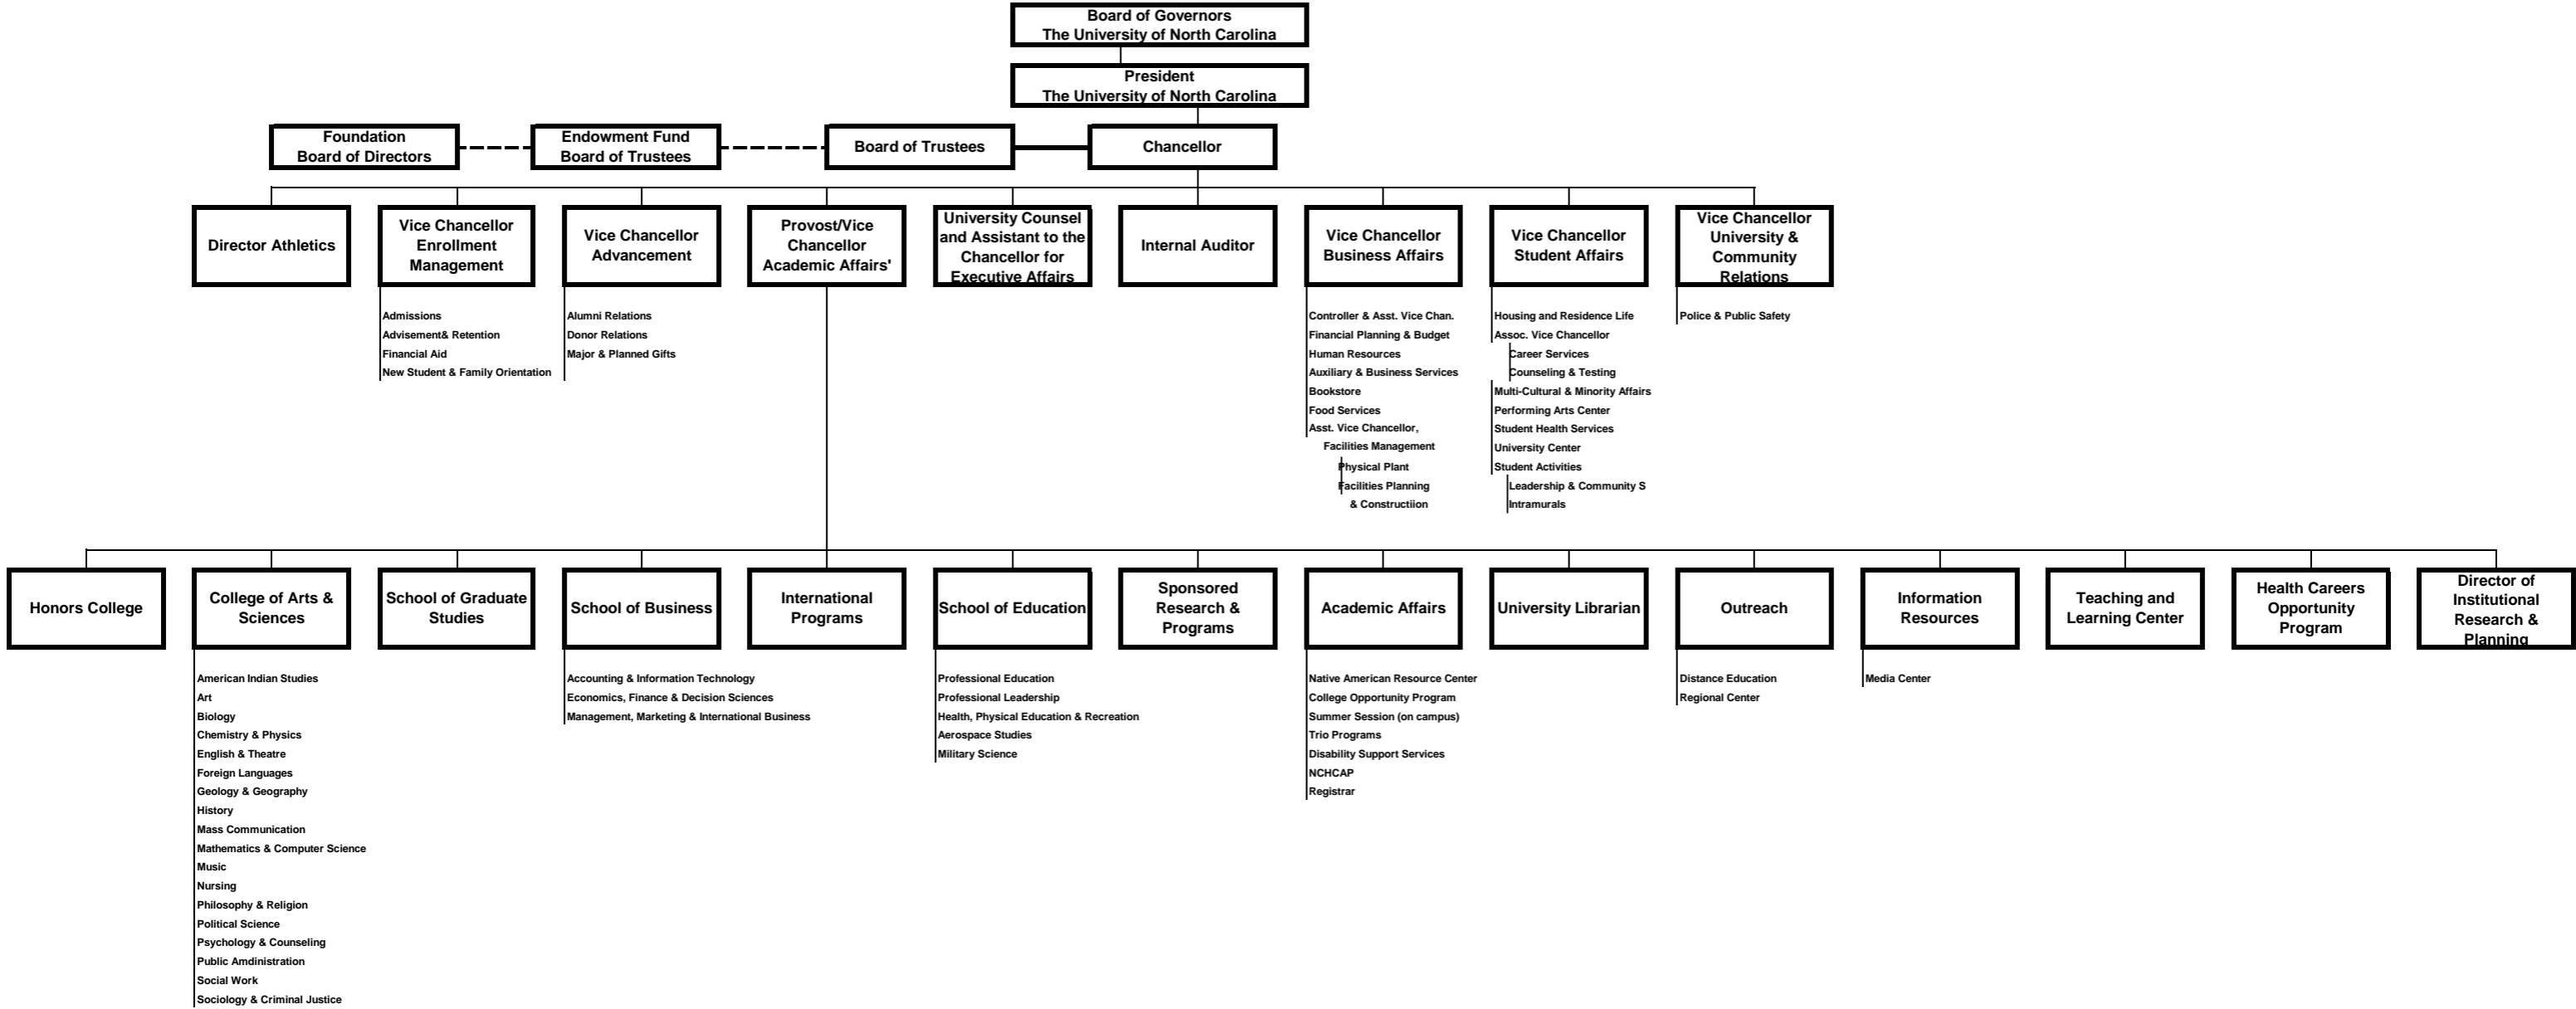 Board of Governors
The University of North Carolina
President
The University of North Carolina
Foundation
Board of Directors
Endowment Fund
Board of Trustees
Board of Trustees
Chancellor
Director Athletics
Vice Chancellor
Enrollment
Management
Vice Chancellor
Advancement
Provost/Vice
Chancellor
Academic Affairs'
University Counsel
and Assistant to the
Chancellor for
Executive Affairs
Internal Auditor
Vice Chancellor
Business Affairs
Vice Chancellor
Student Affairs
Vice Chancellor
University &
Community
Relations
Admissions
Advisement& Retention
Financial Aid
New Student & Family Orientation
Alumni Relations
Donor Relations
Major & Planned Gifts
Controller & Asst. Vice Chan.
Financial Planning & Budget
Human Resources
Auxiliary & Business Services
Bookstore
Food Services
Asst. Vice Chancellor,
Facilities Management
Physical Plant
Facilities Planning
& Constructiion
Housing and Residence Life
Assoc. Vice Chancellor
Career Services
Counseling & Testing
Multi-Cultural & Minority Affairs
Performing Arts Center
Student Health Services
University Center
Student Activities
Leadership & Community S
Intramurals
Police & Public Safety
Honors College
College of Arts &
Sciences
School of Graduate
Studies
School of Business
International
Programs
School of Education
Sponsored
Research &
Programs
Academic Affairs
University Librarian
Outreach
Information
Resources
Teaching and
Learning Center
Health Careers
Opportunity
Program
Director of
Institutional
Research &
Planning
American Indian Studies
Art
Biology
Chemistry & Physics
English & Theatre
Foreign Languages
Geology & Geography
History
Mass Communication
Mathematics & Computer Science
Music
Nursing
Philosophy & Religion
Political Science
Psychology & Counseling
Public Amdinistration
Social Work
Sociology & Criminal Justice
Accounting & Information Technology
Economics, Finance & Decision Sciences
Management, Marketing & International Business
Professional Education
Professional Leadership
Health, Physical Education & Recreation
Aerospace Studies
Military Science
Native American Resource Center
College Opportunity Program
Summer Session (on campus)
Trio Programs
Disability Support Services
NCHCAP
Registrar
Distance Education
Regional Center
Media Center